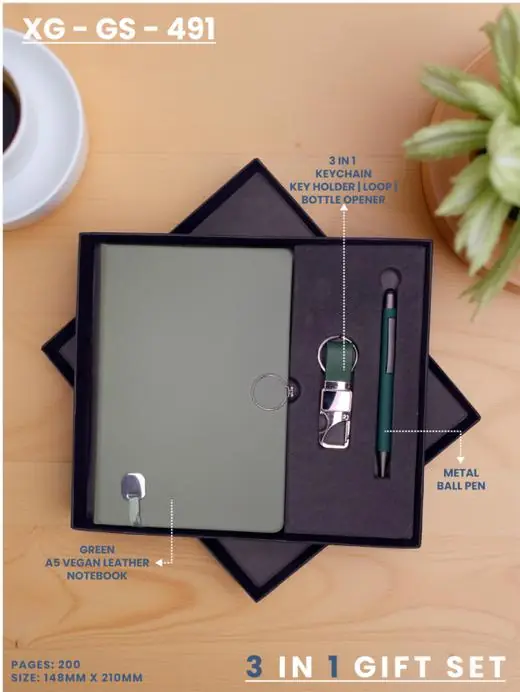 XG - GS - 491
3 IN 1
KEYCHAIN
KEY HOLDER | LOOP |
BOTTLE OPENER
METAL
BALL PEN
GREEN
A5 VEGAN LEATHER
NOTEBOOK
PAGES: 200
SIZE: 148MM X 210MM
3 IN 1 GIFT SET